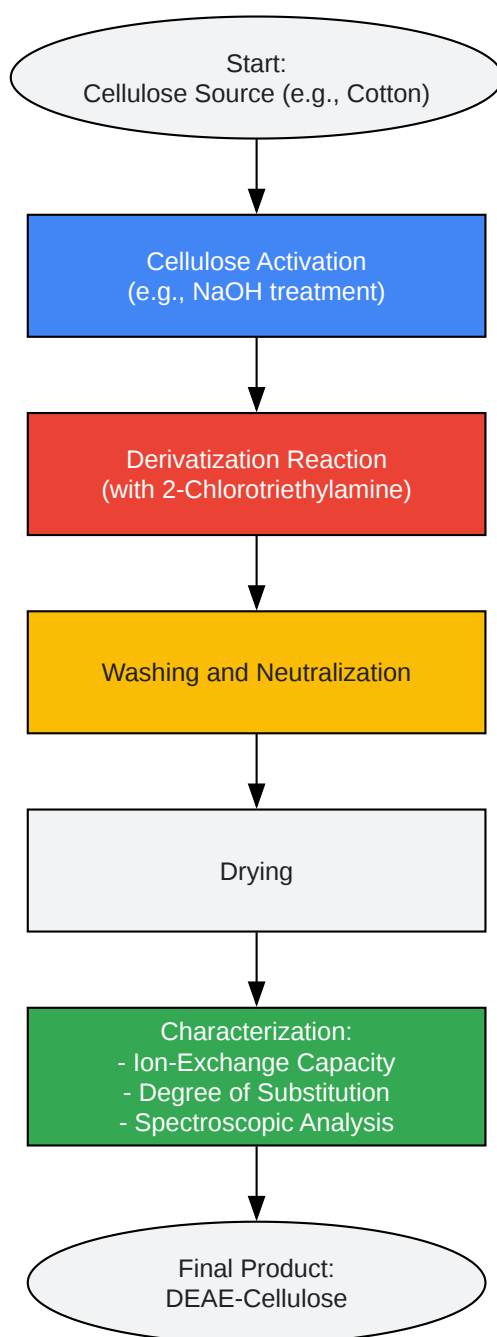 Start:
Cellulose Source (e.g., Cotton)
Cellulose Activation
(e.g., NaOH treatment)
Derivatization Reaction
(with 2-Chlorotriethylamine)
Washing and Neutralization
Drying
Characterization:
- Ion-Exchange Capacity
- Degree of Substitution
- Spectroscopic Analysis
Final Product:
DEAE-Cellulose